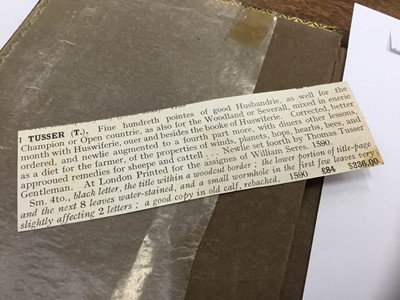 1 TUSSER (T.). Fiue hundreth pointes of good Husbandrie, as well for the
Champion or Open countrie, as also for the Woodland or Severall, mixed in euerie
month with Huswiferie, ouer and besides the booke of Huswiferie. Corrected, better
ordered, and newlie augmented to a fourth part more, with diuers other lessons,
as a diet for the farmer, of the properties of winds, planets, hops, hearbs, bees, and
approoued remedies for sheepe and catell . . . Newlie set foorth by Thomas Tusser
Gentleman. At London Printed for the assignes of William Seres. 1590.
Sm. 4to., black letter, the title within a woodcut border ; the lower portion of title-page
and the next 8 leaves water-stained, and a small wormhole in the first few leaves very
slightly affecting 2 letters ; a good copy in old calf, rebacked. 1590 £84 $336.00